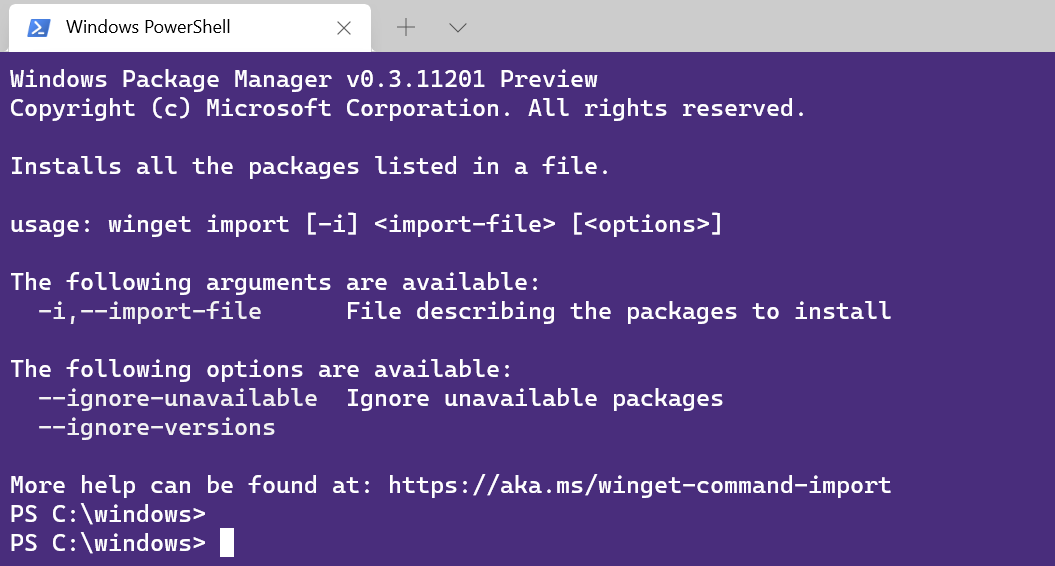 Windows PowerShell
Windows Package Manager v0.3.11201 Preview
Copyright (c) Microsoft Corporation. All rights reserved.
Installs all the packages listed in a file.
usage: winget import [-i] <import-file> [<options>]
The following arguments are available:
-i,--import-file File describing the packages to install
The following options are available:
--ignore-unavailable Ignore unavailable packages
--ignore-versions
More help can be found at: https://aka.ms/winget-command-import
PS C:\windows>
PS C:\windows>